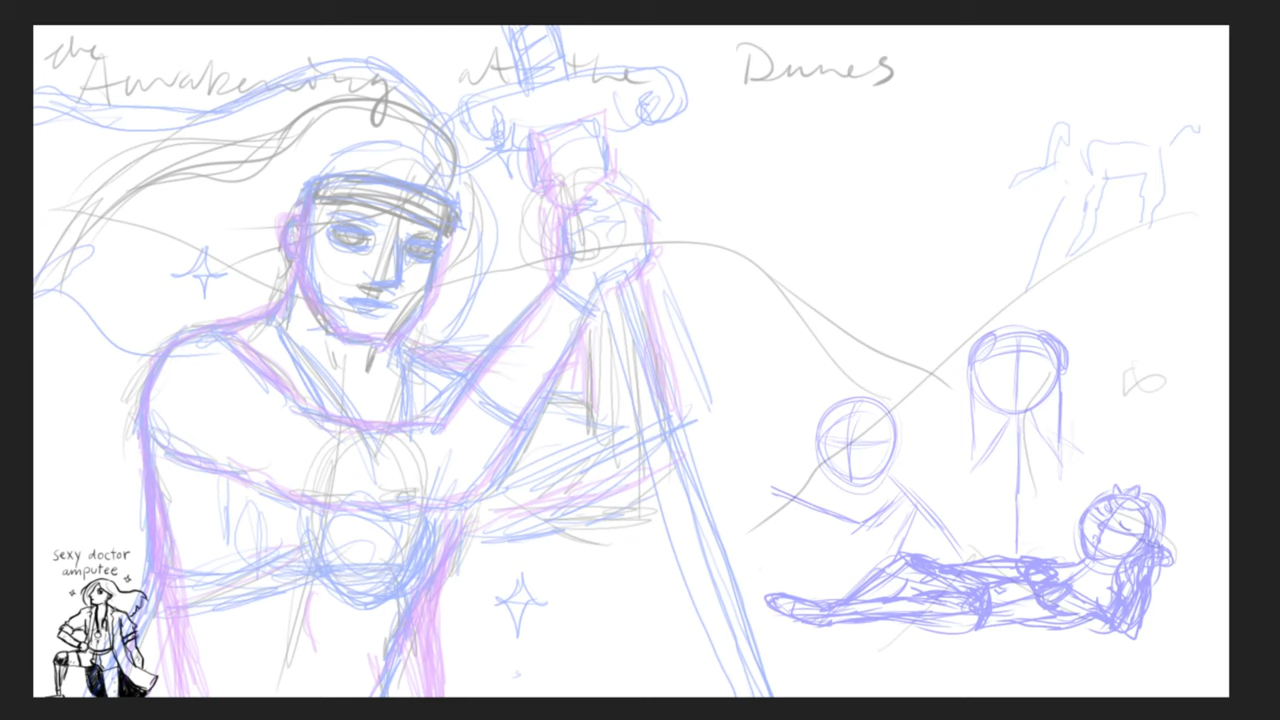 the
Awakening at the Dunes
sexy doctor
amputee